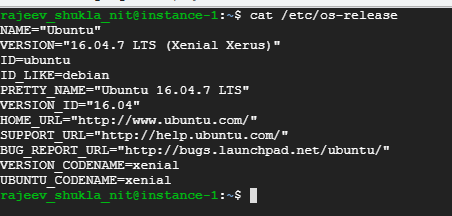 rajeev_shukla_nit@instance-1:~$ cat /etc/os-release
NAME="Ubuntu"
VERSION="16.04.7 LTS (Xenial Xerus)"
ID=ubuntu
ID_LIKE=debian
PRETTY_NAME="Ubuntu 16.04.7 LTS"
VERSION_ID="16.04"
HOME_URL="http://www.ubuntu.com/"
SUPPORT_URL="http://help.ubuntu.com/"
BUG_REPORT_URL="http://bugs.launchpad.net/ubuntu/"
VERSION_CODENAME=xenial
UBUNTU_CODENAME=xenial
rajeev_shukla_nit@instance-1:~$